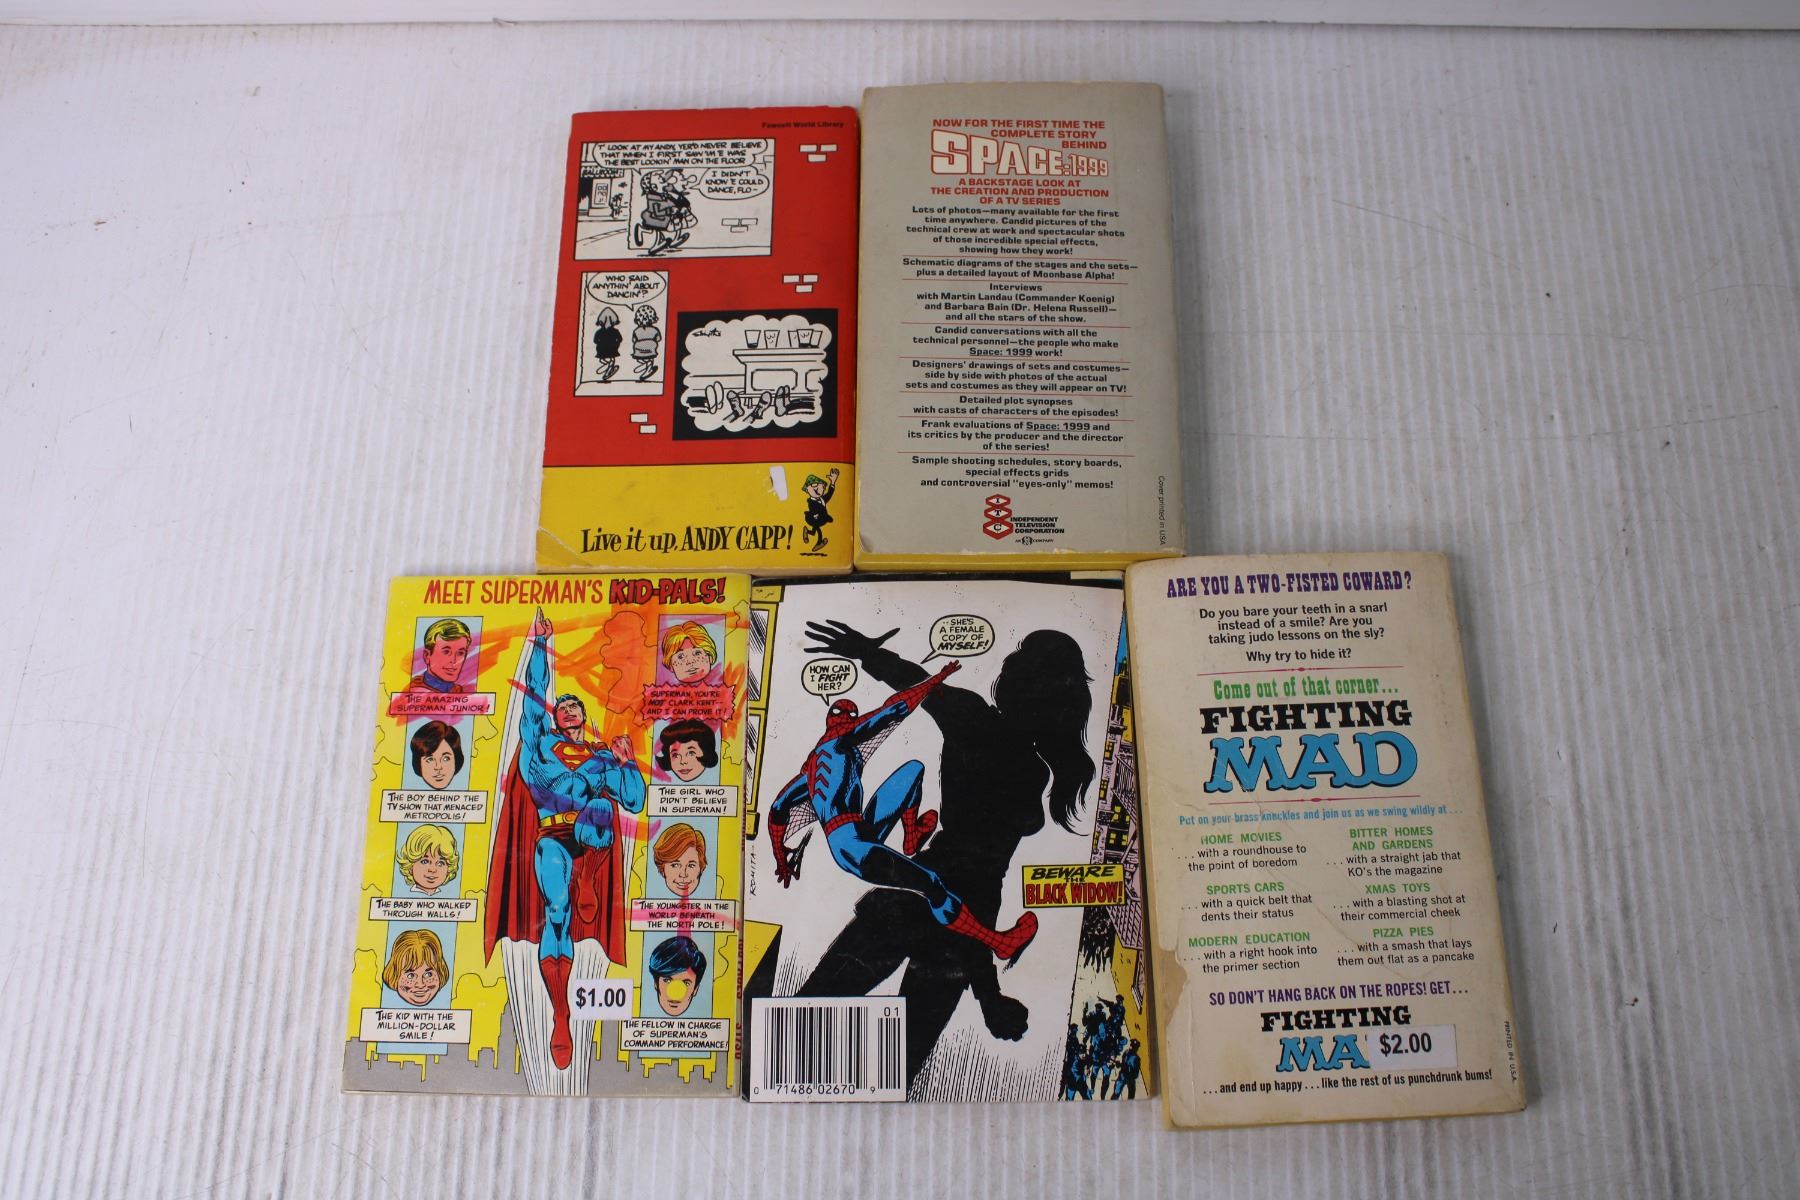 Fawcett World Library
T' LOOK AT MY ANDY, YER'D NEVER BELIEVE
THAT WHEN I FIRST SAW 'IM 'E WAS
THE BEST LOOKIN' MAN ON THE FLOOR
I DIDN'T
KNOW 'E COULD
DANCE, FLO-
WHO SAID
ANYTHIN' ABOUT
DANCIN'?
Live it up, ANDY CAPP!
NOW FOR THE FIRST TIME THE
COMPLETE STORY
BEHIND
SPACE:1999
A BACKSTAGE LOOK AT
THE CREATION AND PRODUCTION
OF A TV SERIES
Lots of photos—many available for the first
time anywhere. Candid pictures of the
technical crew at work and spectacular shots
of those incredible special effects,
showing how they work!
Schematic diagrams of the stages and the sets—
plus a detailed layout of Moonbase Alpha!
Interviews
with Martin Landau (Commander Koenig)
and Barbara Bain (Dr. Helena Russell)—
and all the stars of the show.
Candid conversations with all the
technical personnel—the people who make
Space: 1999 work!
Designers' drawings of sets and costumes—
side by side with photos of the actual
sets and costumes as they will appear on TV!
Detailed plot synopses
with casts of characters of the episodes!
Frank evaluations of Space: 1999 and
its critics by the producer and the director
of the series!
Sample shooting schedules, story boards,
special effects grids
and controversial "eyes-only" memos!
ITC
INDEPENDENT
TELEVISION
CORPORATION
Cover printed in USA
MEET SUPERMAN'S KID-PALS!
THE AMAZING
SUPERMAN JUNIOR!
SUPERMAN, YOU'RE
NOT CLARK KENT--
AND I CAN PROVE IT!
THE BOY BEHIND THE
TV SHOW THAT MENACED
METROPOLIS!
THE GIRL WHO
DIDN'T BELIEVE
IN SUPERMAN!
THE BABY WHO WALKED
THROUGH WALLS!
THE YOUNGSTER IN THE
WORLD BENEATH
THE NORTH POLE!
THE KID WITH THE
MILLION-DOLLAR
SMILE!
THE FELLOW IN CHARGE
OF SUPERMAN'S
COMMAND PERFORMANCE!
$1.00
HOW CAN
I FIGHT
HER?
--SHE'S
A FEMALE
COPY OF
MYSELF!
ROMITA
BEWARE
THE
BLACK WIDOW!
01
0 71486 02670 9
ARE YOU A TWO-FISTED COWARD?
Do you bare your teeth in a snarl
instead of a smile? Are you
taking judo lessons on the sly?
Why try to hide it?
Come out of that corner...
FIGHTING
MAD
Put on your brass knuckles and join us as we swing wildly at...
HOME MOVIES
...with a roundhouse to
the point of boredom
BITTER HOMES
AND GARDENS
...with a straight jab that
KO's the magazine
SPORTS CARS
...with a quick belt that
dents their status
XMAS TOYS
...with a blasting shot at
their commercial cheek
MODERN EDUCATION
...with a right hook into
the primer section
PIZZA PIES
...with a smash that lays
them out flat as a pancake
SO DON'T HANG BACK ON THE ROPES! GET...
FIGHTING
MA
$2.00
...and end up happy...like the rest of us punchdrunk bums!
PRINTED IN U.S.A.